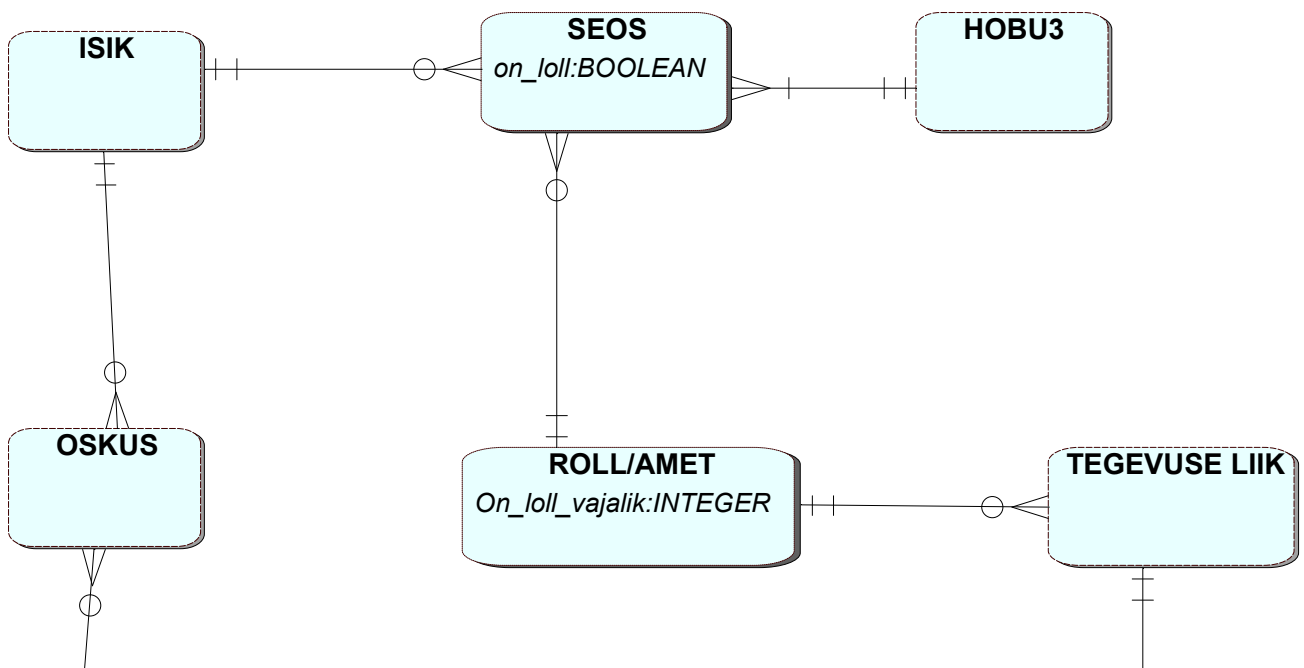 ISIK
SEOS
on_loll:BOOLEAN
HOBU3
OSKUS
ROLL/AMET
On_loll_vajalik:INTEGER
TEGEVUSE LIIK